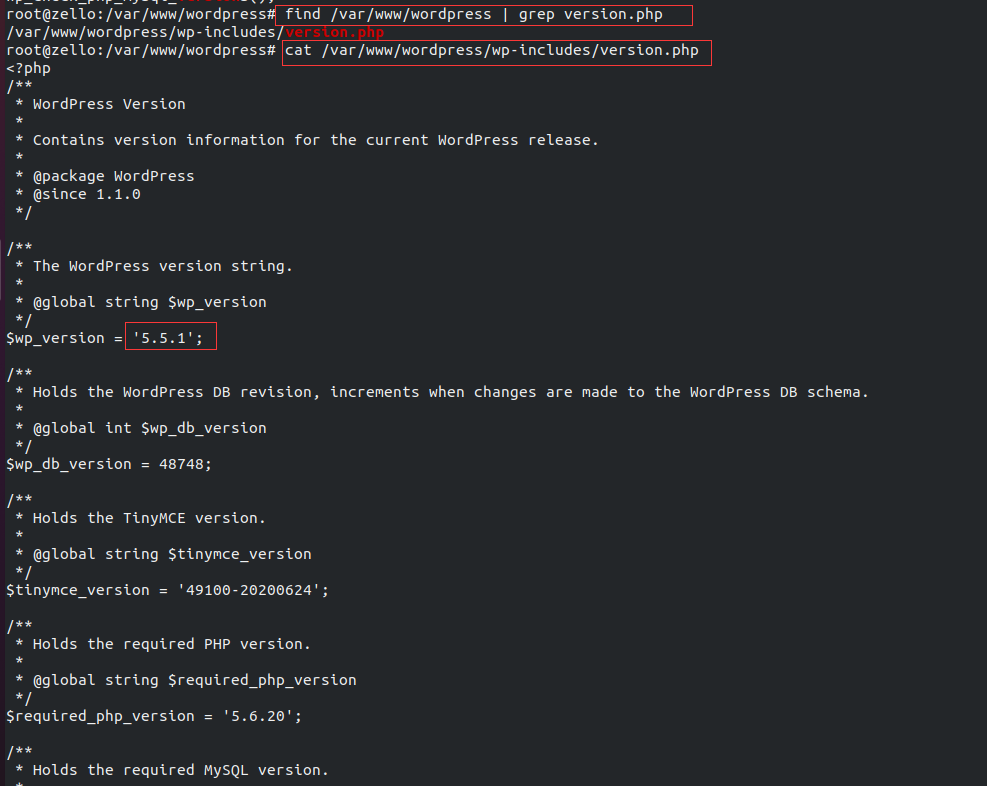 root@zello:/var/www/wordpress# find /var/www/wordpress | grep version.php
/var/www/wordpress/wp-includes/version.php
root@zello:/var/www/wordpress# cat /var/www/wordpress/wp-includes/version.php
<?php
/**
 * WordPress Version
 *
 * Contains version information for the current WordPress release.
 *
 * @package WordPress
 * @since 1.1.0
 */

/**
 * The WordPress version string.
 *
 * @global string $wp_version
 */
$wp_version = '5.5.1';

/**
 * Holds the WordPress DB revision, increments when changes are made to the WordPress DB schema.
 *
 * @global int $wp_db_version
 */
$wp_db_version = 48748;

/**
 * Holds the TinyMCE version.
 *
 * @global string $tinymce_version
 */
$tinymce_version = '49100-20200624';

/**
 * Holds the required PHP version.
 *
 * @global string $required_php_version
 */
$required_php_version = '5.6.20';

/**
 * Holds the required MySQL version.
 *